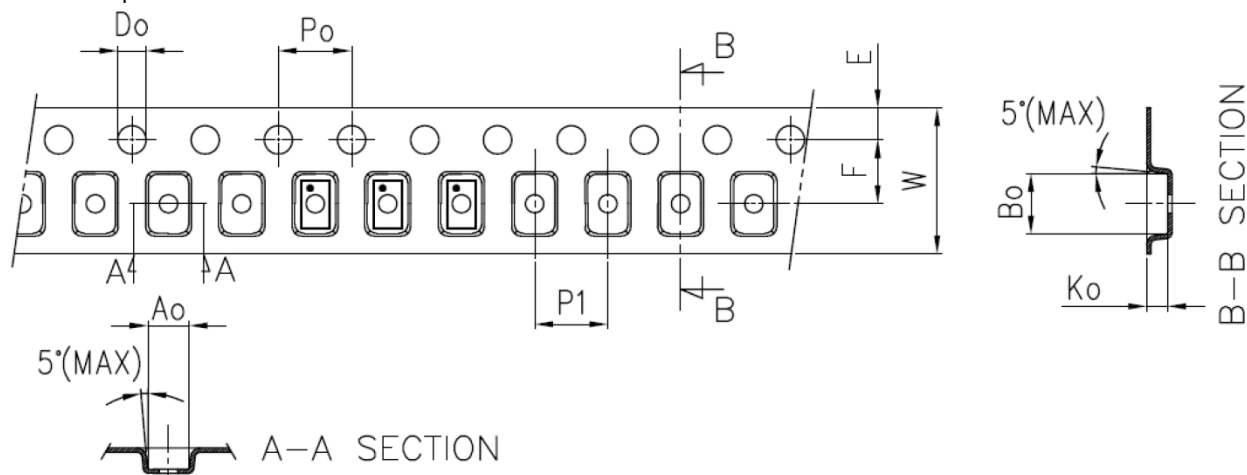 Do
Po
B
E
5°(MAX)
F
W
Bo
B-B SECTION
A
A
P1
B
Ko
Ao
5°(MAX)
A-A SECTION